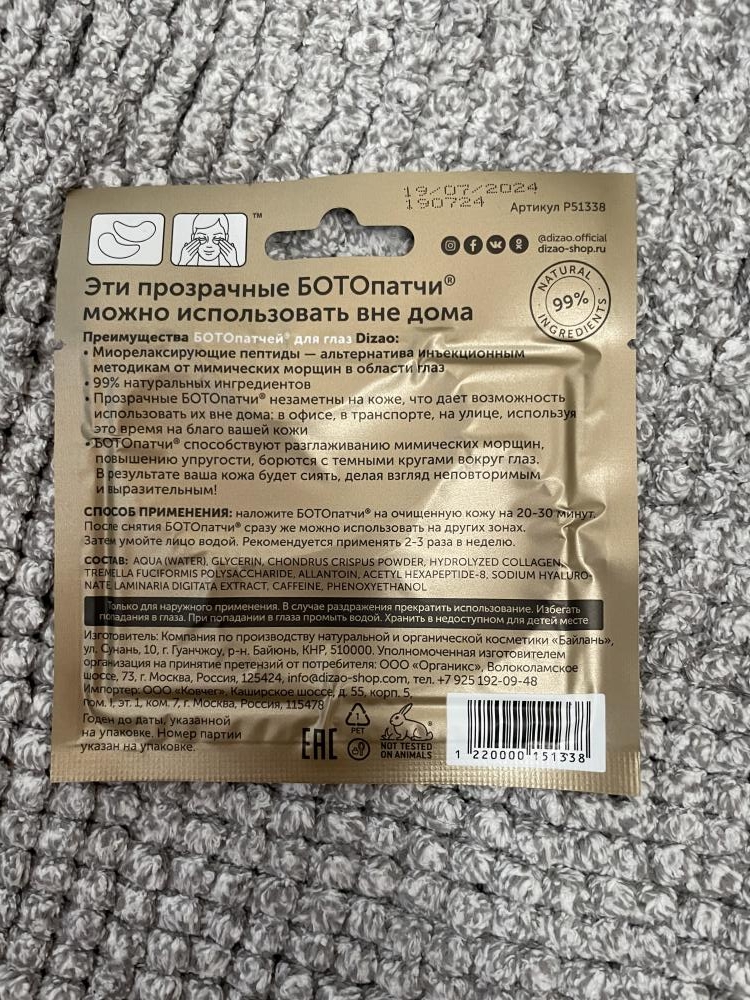 19/07/2024
190724
Артикул P51338
™
@dizao.official
dizao-shop.ru
NATURAL
99%
INGREDIENTS
Эти прозрачные БОТОпатчи®
можно использовать вне дома
Преимущества БОТОпатчей® для глаз Dizao:
• Миорелаксирующие пептиды — альтернатива инъекционным
методикам от мимических морщин в области глаз
• 99% натуральных ингредиентов
• Прозрачные БОТОпатчи® незаметны на коже, что дает возможность
использовать их вне дома: в офисе, в транспорте, на улице, используя
это время на благо вашей кожи
• БОТОпатчи® способствуют разглаживанию мимических морщин,
повышению упругости, борются с темными кругами вокруг глаз.
В результате ваша кожа будет сиять, делая взгляд неповторимым
и выразительным!
СПОСОБ ПРИМЕНЕНИЯ: наложите БОТОпатчи® на очищенную кожу на 20-30 минут.
После снятия БОТОпатчи® сразу же можно использовать на других зонах.
Затем умойте лицо водой. Рекомендуется применять 2-3 раза в неделю.
СОСТАВ: AQUA (WATER), GLYCERIN, CHONDRUS CRISPUS POWDER, HYDROLYZED COLLAGEN,
TREMELLA FUCIFORMIS POLYSACCHARIDE, ALLANTOIN, ACETYL HEXAPEPTIDE-8, SODIUM HYALURO-
NATE LAMINARIA DIGITATA EXTRACT, CAFFEINE, PHENOXYETHANOL
Только для наружного применения. В случае раздражения прекратить использование. Избегать
попадания в глаза. При попадании в глаза промыть водой. Хранить в недоступном для детей месте
Изготовитель: Компания по производству натуральной и органической косметики «Байлань»,
ул. Сунань, 10, г. Гуанчжоу, р-н. Байюнь, КНР, 510000. Уполномоченная изготовителем
организация на принятие претензий от потребителя: ООО «Органикс», Волоколамское
шоссе, 73, г. Москва, Россия, 125424, info@dizao-shop.com, тел. +7 925 192-09-48
Импортер: ООО «Ковчег», Каширское шоссе, д. 55, корп. 5,
пом. I, эт. 1, ком. 7, г. Москва, Россия, 115478
Годен до даты, указанной
на упаковке. Номер партии
указан на упаковке.
EAC
1
PET
NOT TESTED
ON ANIMALS
1 220000 151338